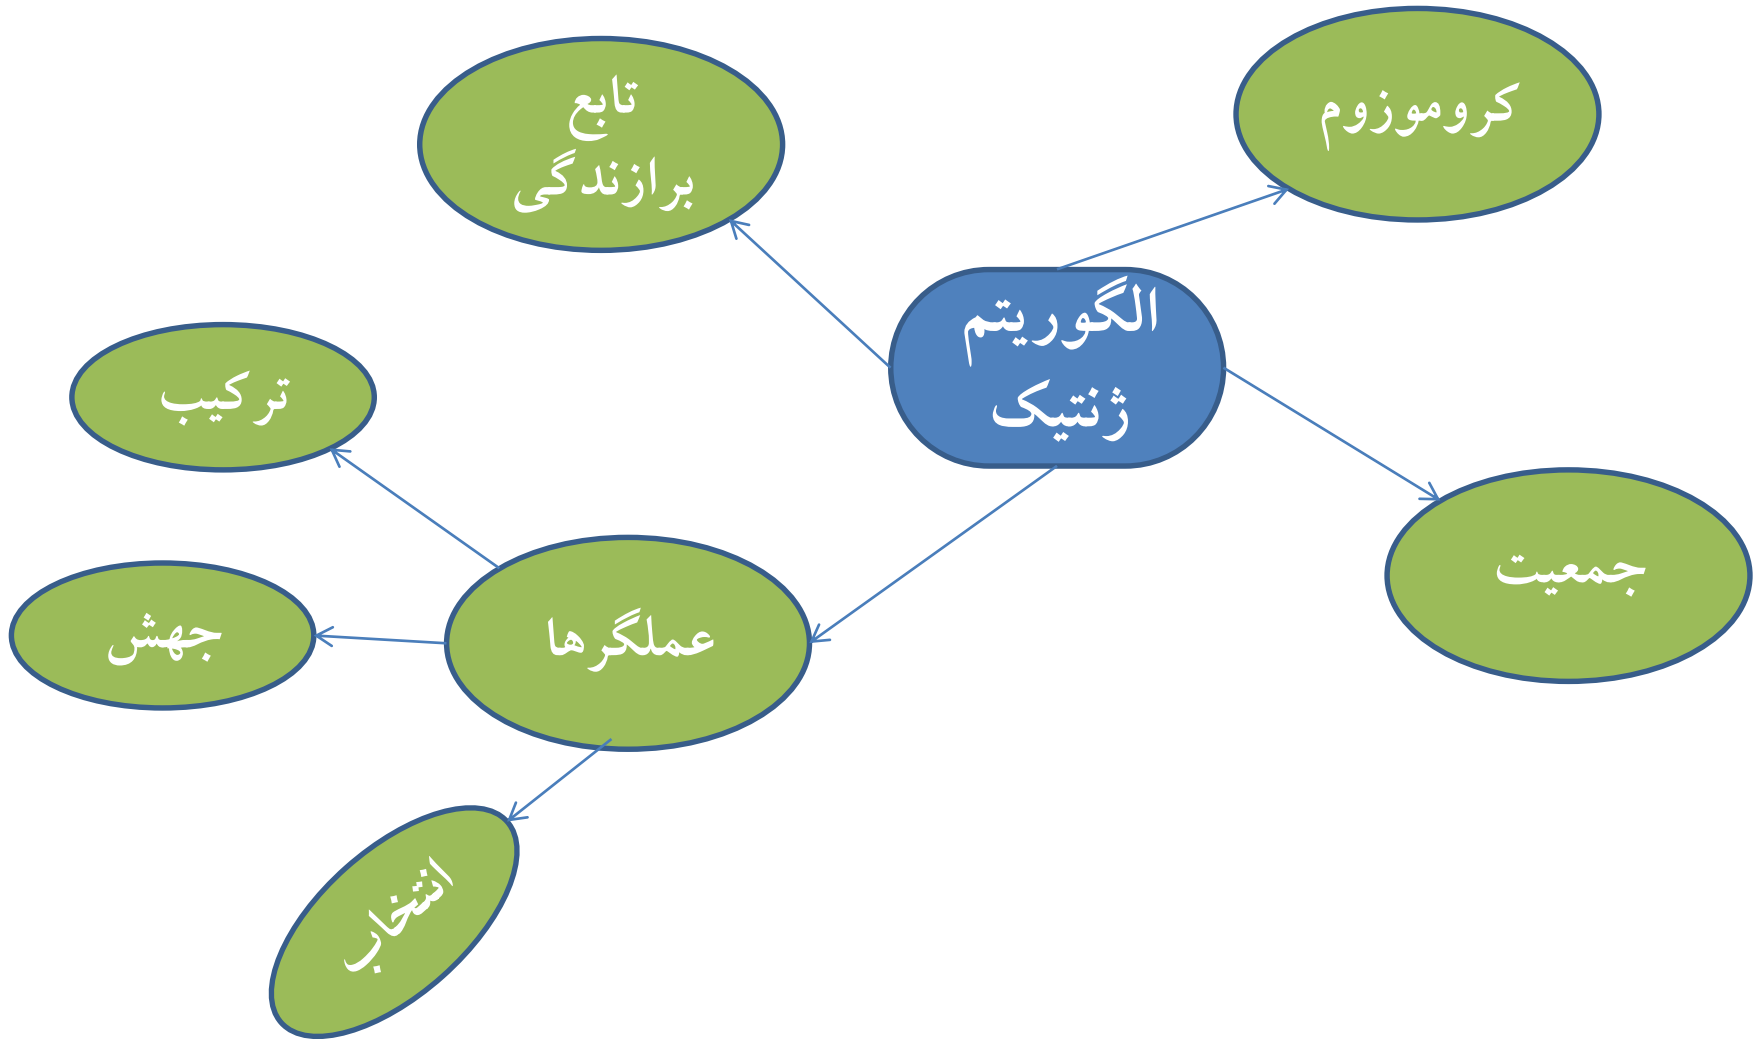 کروموزوم
تابع
برازندگی
الگوریتم
ژنتیک
جمعیت
ترکیب
عملگرها
جهش
انتخاب